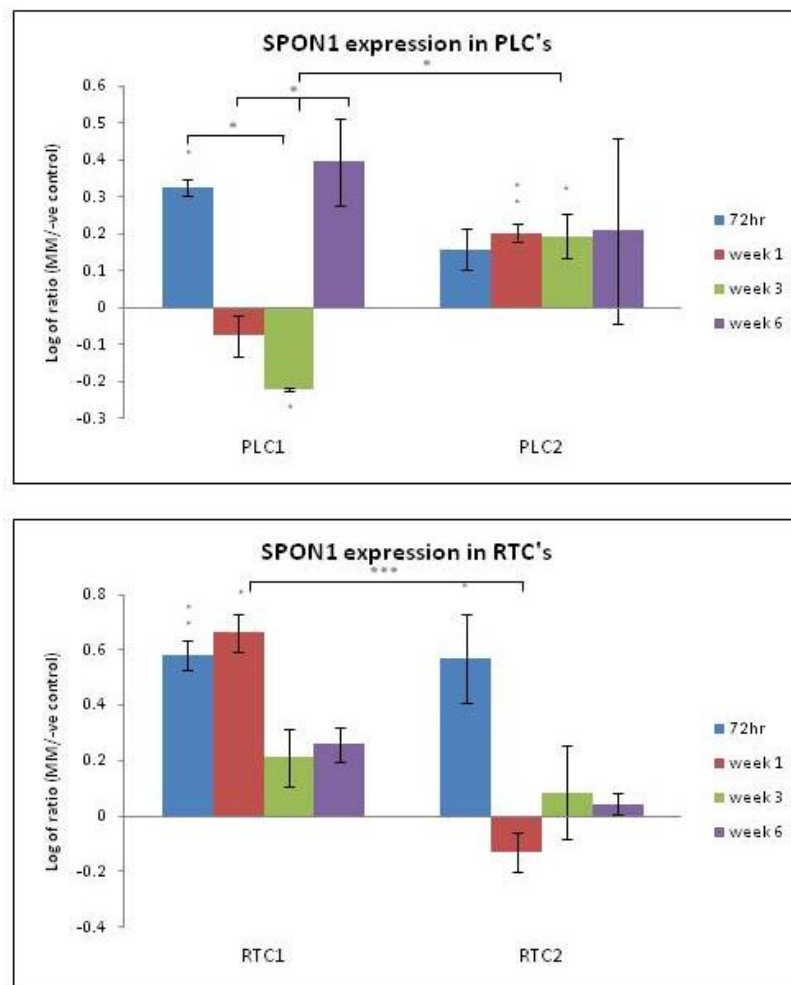 SPON1 expression in PLC's
Log of ratio (MM/-ve control)
0.6
0.5
0.4
0.3
0.2
0.1
0
-0.1
-0.2
-0.3
*
*
*
*
*
*
*
*
PLC1
PLC2
72hr
week 1
week 3
week 6
SPON1 expression in RTC's
Log of ratio (MM/-ve control)
0.8
0.6
0.4
0.2
0
-0.2
-0.4
***
*
*
*
*
RTC1
RTC2
72hr
week 1
week 3
week 6